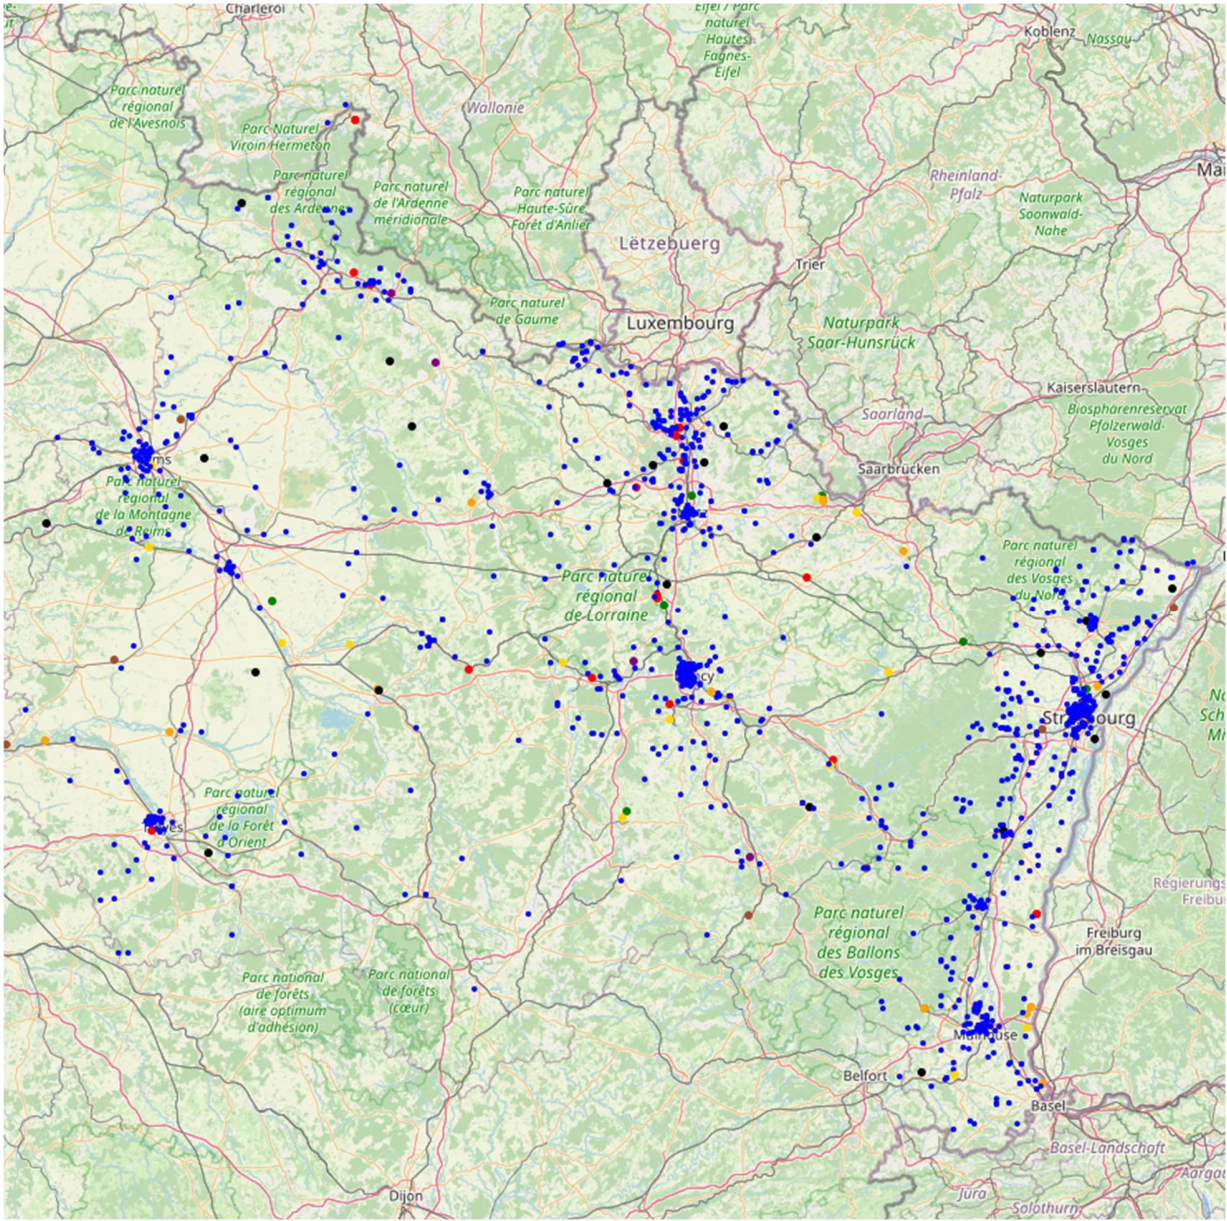 Charleroi
naturel
Hautes
Fagnes-
Eifel
Koblenz
Nassau
Parc naturel
régional
de l'Avesnois
Wallonie
Parc Naturel
Viroin Hermeton
Parc naturel
régional
des Ardennes
Parc naturel
de l'Ardenne
méridionale
Parc naturel
Haute-Sûre
Forêt d'Anlier
Rheinland-
Pfalz
Naturpark
Soonwald-
Nahe
Lëtzebuerg
Trier
Parc naturel
de Gaume
Luxembourg
Naturpark
Saar-Hunsrück
Kaiserslautern
Biosphärenreservat
Pfälzerwald-
Vosges
du Nord
Saarland
Saarbrücken
Parc naturel
régional
de la Montagne
de Reims
Parc naturel
régional
des Vosges
du Nord
Parc naturel
régional
de Lorraine
Strasbourg
Parc naturel
régional
de la Forêt
d'Orient
Parc naturel
régional
des Ballons
des Vosges
Freiburg
im Breisgau
Parc national
de forêts
(aire optimum
d'adhésion)
Parc national
de forêts
(cœur)
Mulhouse
Belfort
Basel
Basel-Landschaft
Jura
Solothurn
Dijon